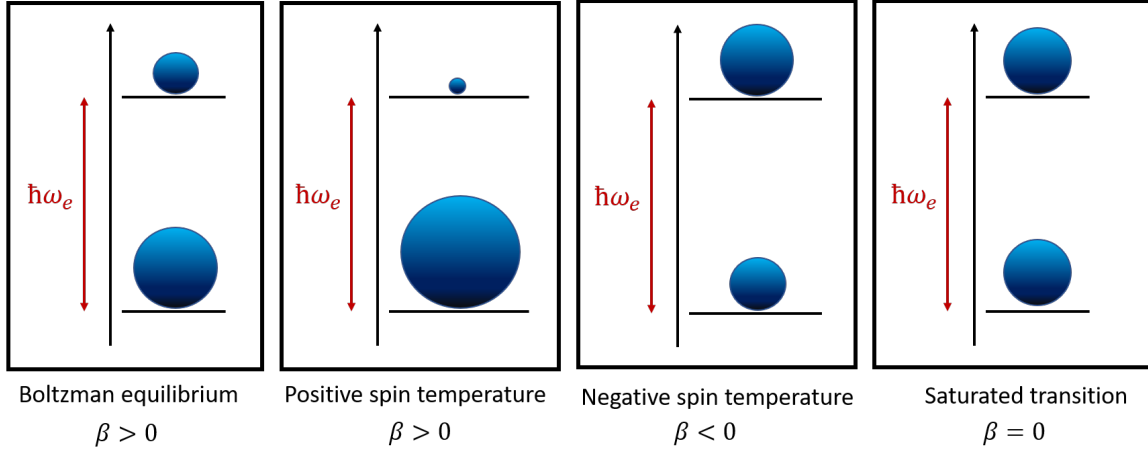 ħωₑ
ħωₑ
ħωₑ
ħωₑ
Boltzman equilibrium
Positive spin temperature
Negative spin temperature
Saturated transition
β > 0
β > 0
β < 0
β = 0